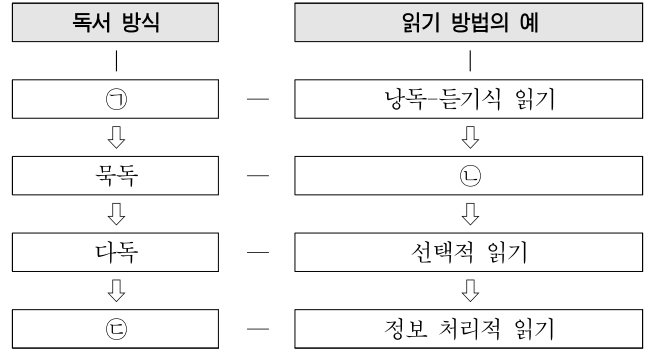 독서 방식 읽기 방법의 예
㉠ 낭독-듣기식 읽기
묵독 ㉡
다독 선택적 읽기
㉢ 정보 처리적 읽기